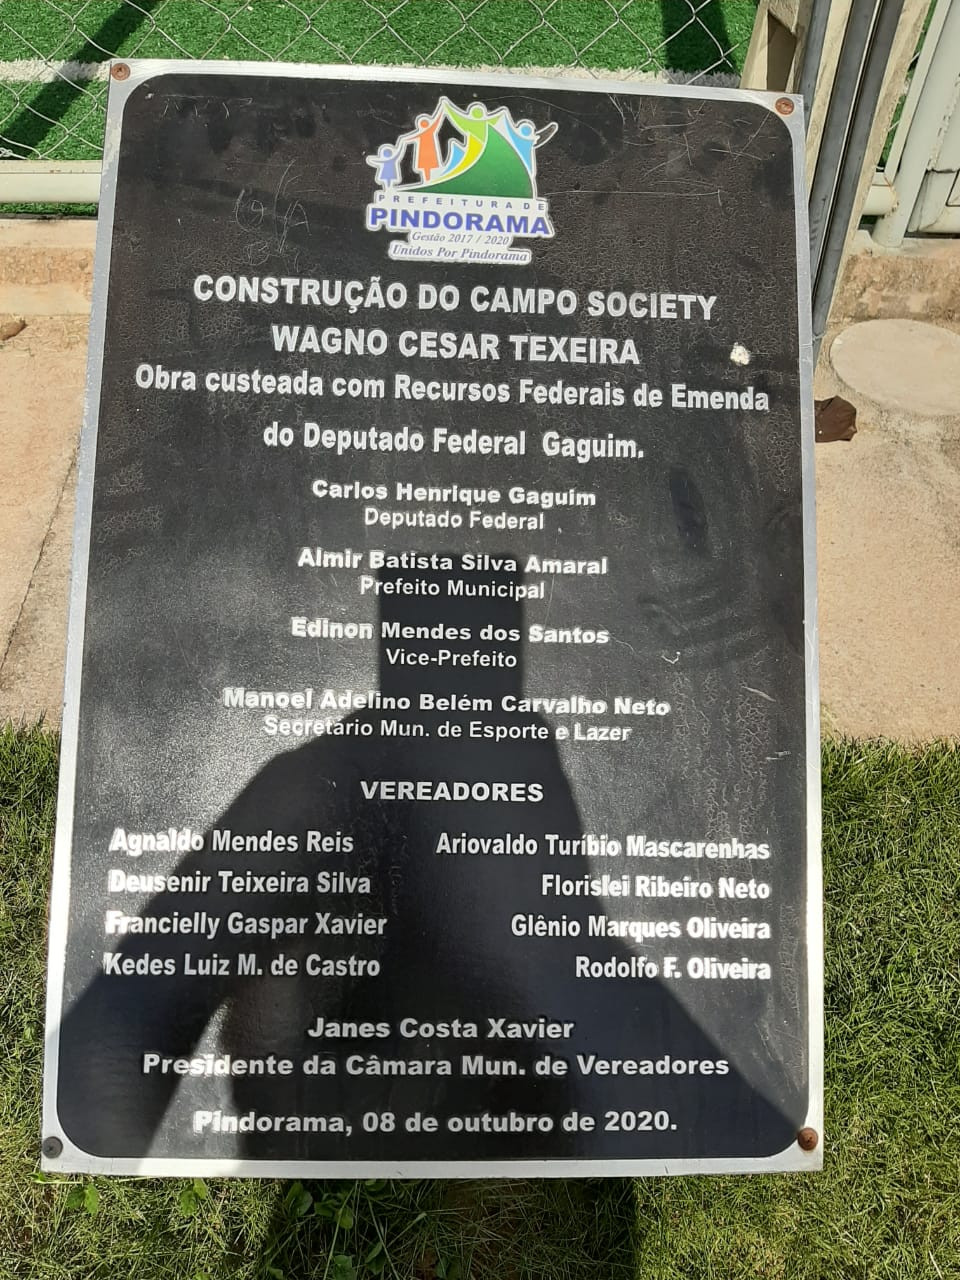 PREFEITURA DE
PINDORAMA
Gestão 2017 / 2020
Unidos Por Pindorama
CONSTRUÇÃO DO CAMPO SOCIETY
WAGNO CESAR TEXEIRA
Obra custeada com Recursos Federais de Emenda
do Deputado Federal Gaguim.
Carlos Henrique Gaguim
Deputado Federal
Almir Batista Silva Amaral
Prefeito Municipal
Edinon Mendes dos Santos
Vice-Prefeito
Manoel Adelino Belém Carvalho Neto
Secretário Mun. de Esporte e Lazer
VEREADORES
Agnaldo Mendes Reis Ariovaldo Turíbio Mascarenhas
Deusenir Teixeira Silva Florislei Ribeiro Neto
Francielly Gaspar Xavier Glênio Marques Oliveira
Kedes Luiz M. de Castro Rodolfo F. Oliveira
Janes Costa Xavier
Presidente da Câmara Mun. de Vereadores
Pindorama, 08 de outubro de 2020.